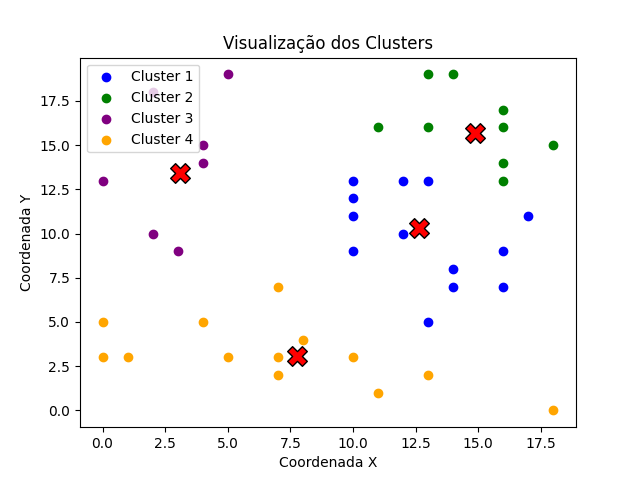 Visualização dos Clusters
Cluster 1
Cluster 2
Cluster 3
Cluster 4
Coordenada Y
17.5
15.0
12.5
10.0
7.5
5.0
2.5
0.0
0.0 2.5 5.0 7.5 10.0 12.5 15.0 17.5
Coordenada X